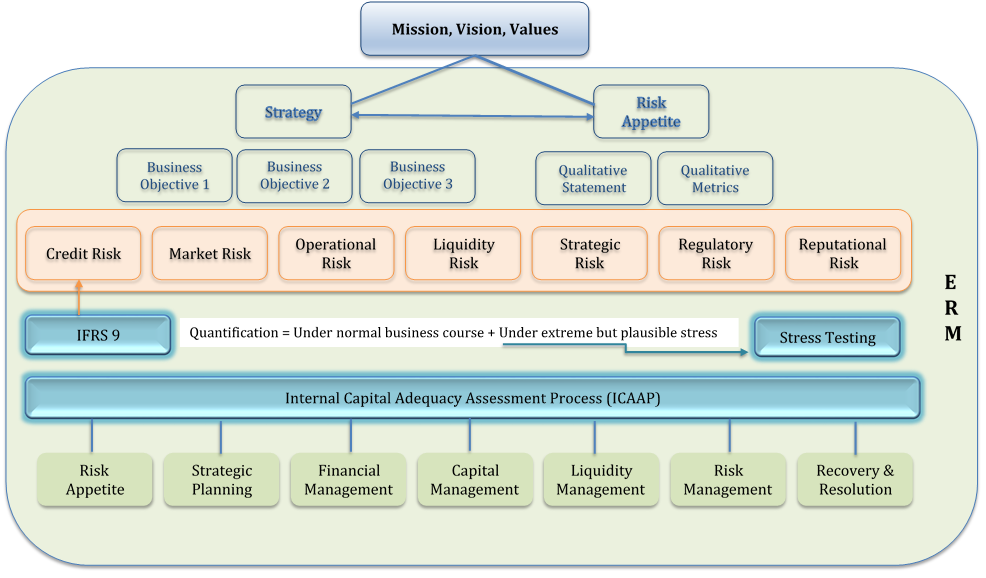 Mission, Vision, Values
Strategy
Risk
Appetite
Business
Objective 1
Business
Objective 2
Business
Objective 3
Qualitative
Statement
Qualitative
Metrics
Credit Risk
Market Risk
Operational
Risk
Liquidity
Risk
Strategic
Risk
Regulatory
Risk
Reputational
Risk
E
R
M
IFRS 9
Quantification = Under normal business course + Under extreme but plausible stress
Stress Testing
Internal Capital Adequacy Assessment Process (ICAAP)
Risk
Appetite
Strategic
Planning
Financial
Management
Capital
Management
Liquidity
Management
Risk
Management
Recovery &
Resolution